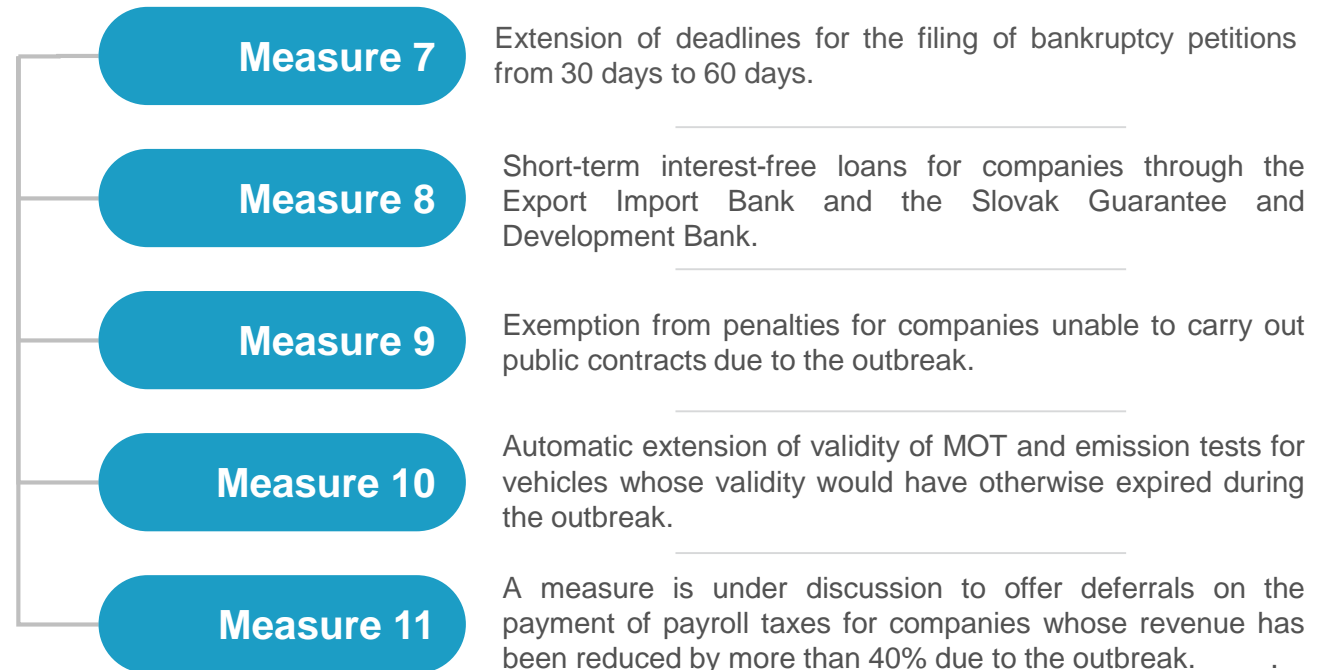 Measure 7
Extension of deadlines for the filing of bankruptcy petitions
from 30 days to 60 days.
Measure 8
Short-term interest-free loans for companies through the
Export Import Bank and the Slovak Guarantee and
Development Bank.
Measure 9
Exemption from penalties for companies unable to carry out
public contracts due to the outbreak.
Measure 10
Automatic extension of validity of MOT and emission tests for
vehicles whose validity would have otherwise expired during
the outbreak.
Measure 11
A measure is under discussion to offer deferrals on the
payment of payroll taxes for companies whose revenue has
been reduced by more than 40% due to the outbreak. .